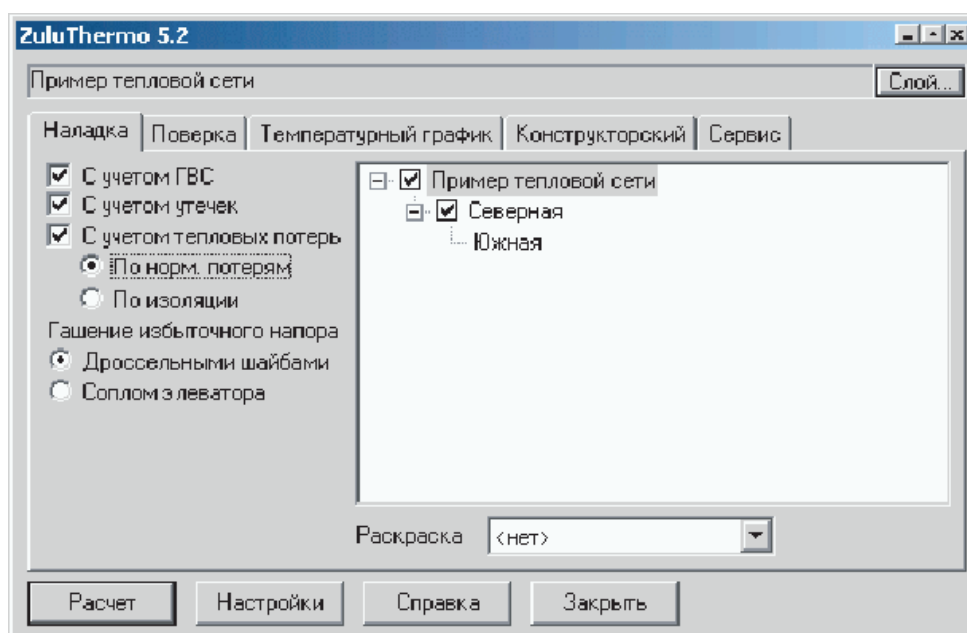 ZuluThermo 5.2
Пример тепловой сети
Слой...
Наладка Поверка Температурный график Конструкторский Сервис
С учетом ГВС
С учетом утечек
С учетом тепловых потерь
По норм. потерям
По изоляции
Гашение избыточного напора
Дроссельными шайбами
Соплом элеватора
Пример тепловой сети
Северная
Южная
Раскраска <нет>
Расчет Настройки Справка Закрыть